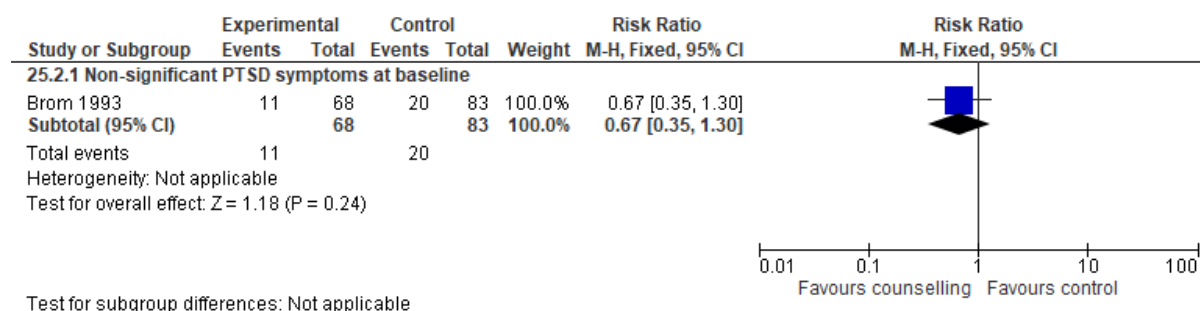 Experimental Control Risk Ratio Risk Ratio
Study or Subgroup Events Total Events Total Weight M-H, Fixed, 95% CI M-H, Fixed, 95% CI
25.2.1 Non-significant PTSD symptoms at baseline
Brom 1993 11 68 20 83 100.0% 0.67 [0.35, 1.30]
Subtotal (95% CI) 68 83 100.0% 0.67 [0.35, 1.30]
Total events 11 20
Heterogeneity: Not applicable
Test for overall effect: Z = 1.18 (P = 0.24)
0.01 0.1 1 10 100
Favours counselling Favours control
Test for subgroup differences: Not applicable